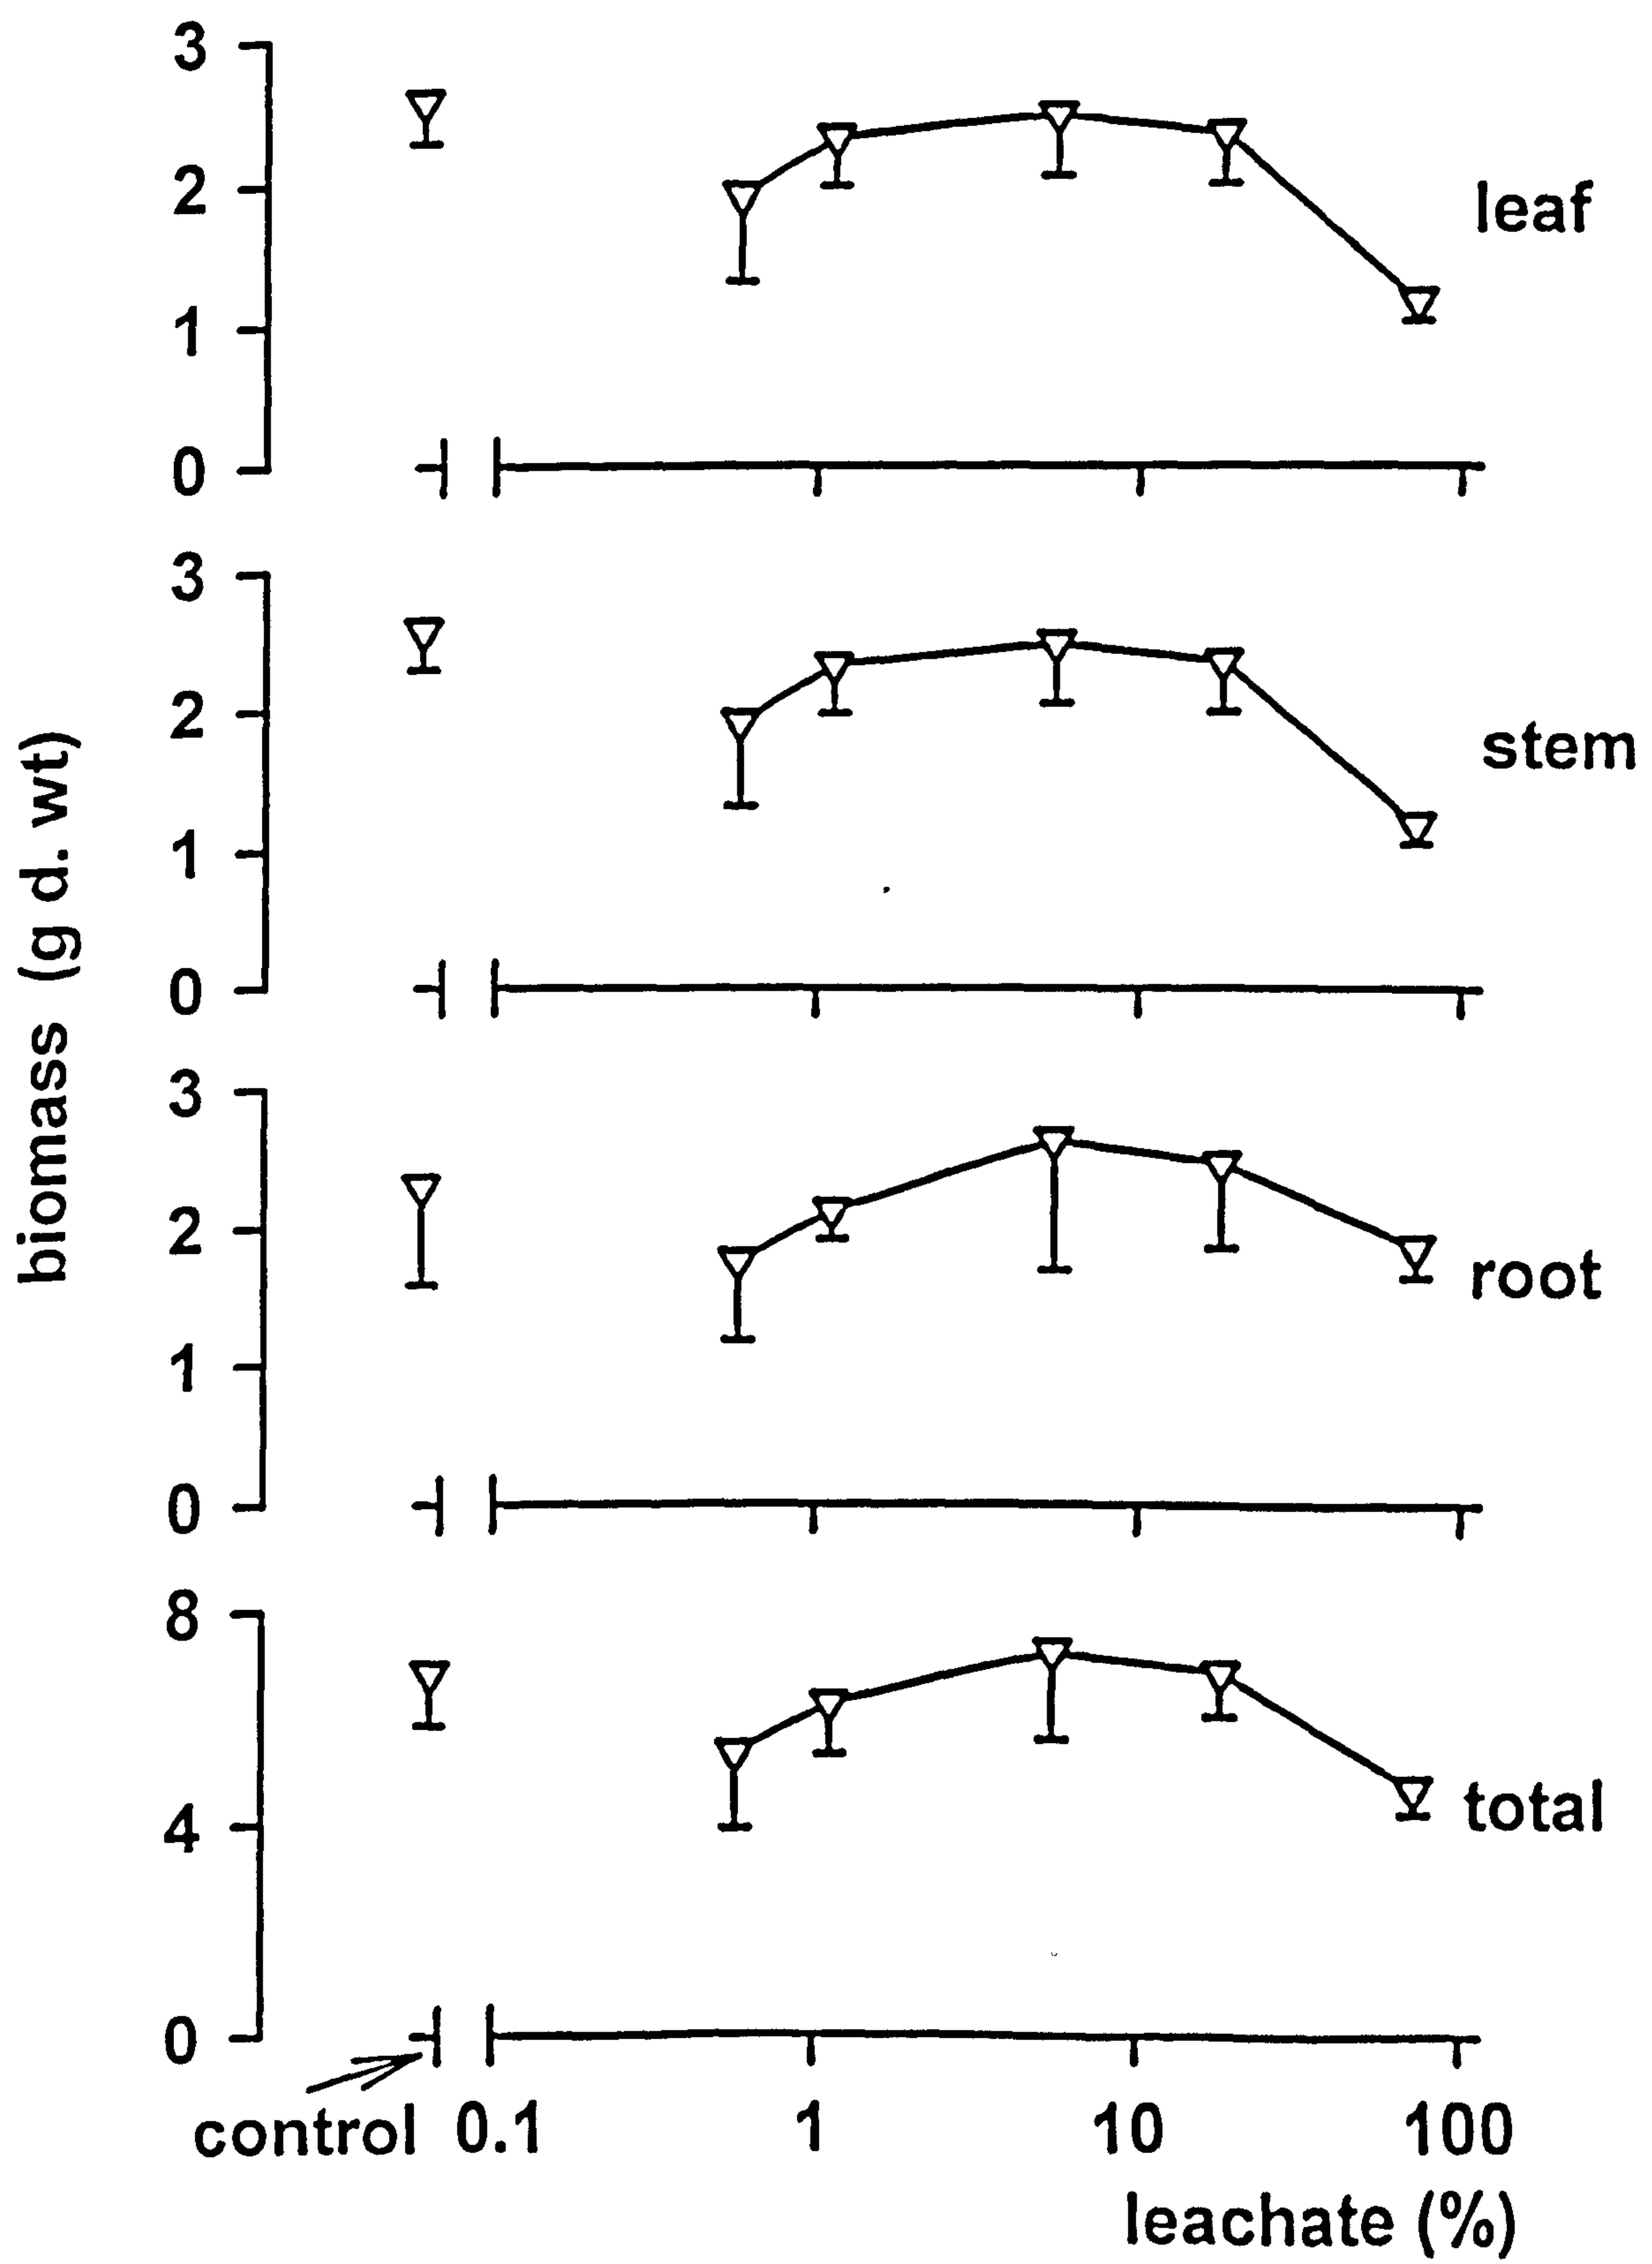 3
2
leaf
1
0
3
2
stem
1
0
biomass (g d. wt)
3
2
root
1
0
8
4
total
0
control 0.1 1 10 100
leachate (%)